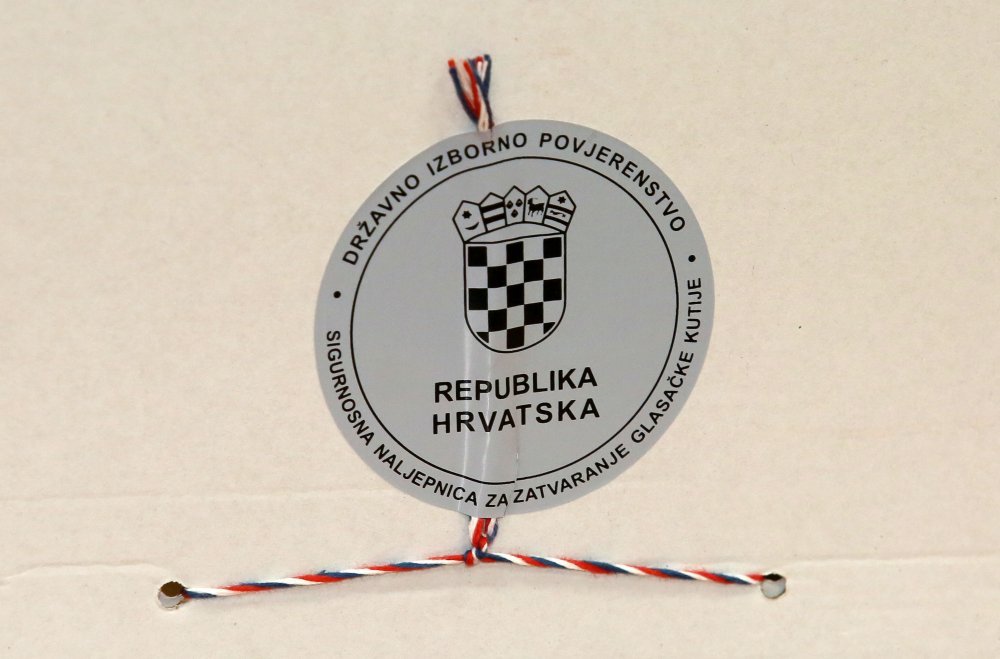 DRŽAVNO IZBORNO POVJERENSTVO
REPUBLIKA
HRVATSKA
SIGURNOSNA NALJEPNICA ZA ZATVARANJE GLASAČKE KUTIJE